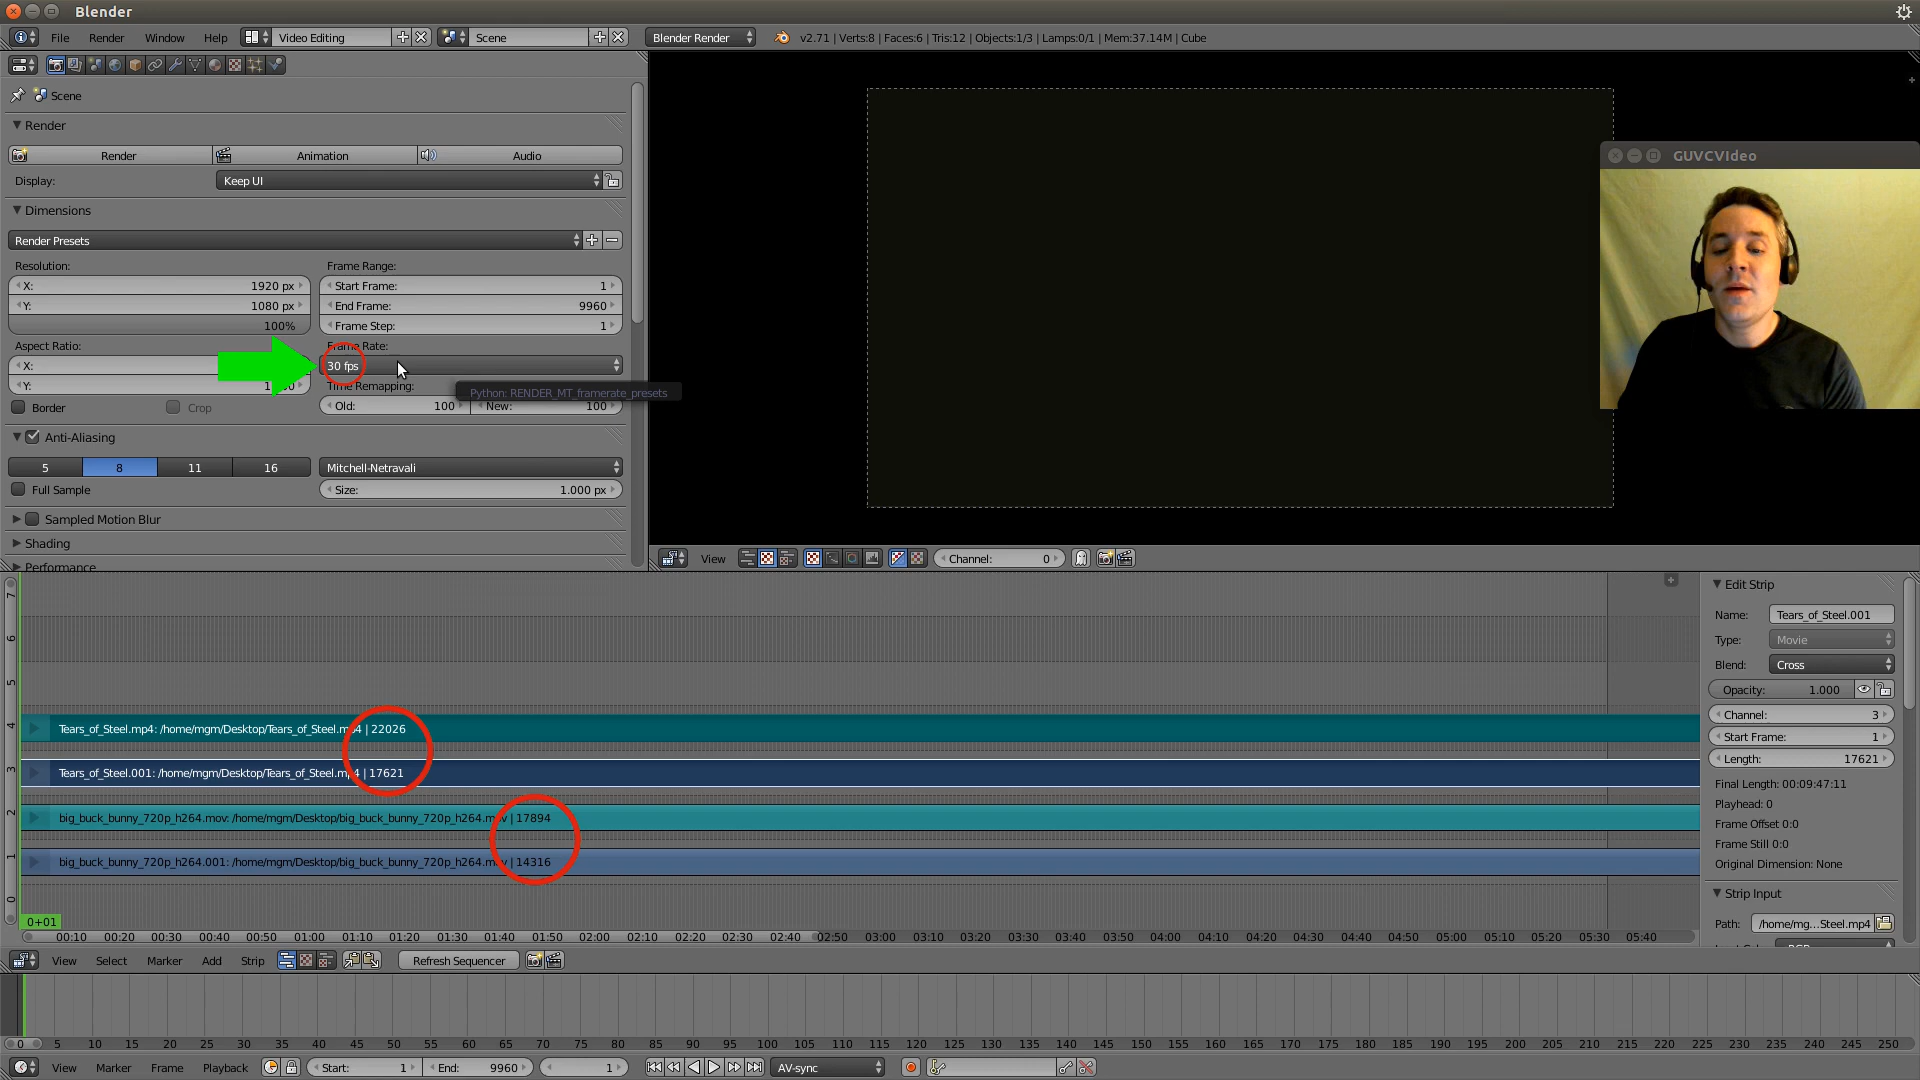 Blender
File Render Window Help Video Editing Scene Blender Render v2.71 | Verts:8 | Faces:6 | Tris:12 | Objects:1/3 | Lamps:0/1 | Mem:37.14M | Cube
Scene
Render
Render Animation Audio
Display: Keep UI
Dimensions
Render Presets
Resolution: Frame Range:
X: 1920 px Start Frame: 1
Y: 1080 px End Frame: 9960
100% Frame Step: 1
Aspect Ratio: Frame Rate:
X: 30 fps
Y: Time Remapping:
Python: RENDER_MT_framerate_presets
Border Crop Old: 100 New: 100
Anti-Aliasing
5 8 11 16 Mitchell-Netravali
Full Sample Size: 1.000 px
Sampled Motion Blur
Shading
Performance
GUVCVIdeo
View Channel: 0
7
6
5
4
3
2
1
0
Tears_of_Steel.mp4: /home/mgm/Desktop/Tears_of_Steel.mp4 | 22026
Tears_of_Steel.001: /home/mgm/Desktop/Tears_of_Steel.mp4 | 17621
big_buck_bunny_720p_h264.mov: /home/mgm/Desktop/big_buck_bunny_720p_h264.mov | 17894
big_buck_bunny_720p_h264.001: /home/mgm/Desktop/big_buck_bunny_720p_h264.mov | 14316
0+01
00:10 00:20 00:30 00:40 00:50 01:00 01:10 01:20 01:30 01:40 01:50 02:00 02:10 02:20 02:30 02:40 02:50 03:00 03:10 03:20 03:30 03:40 03:50 04:00 04:10 04:20 04:30 04:40 04:50 05:00 05:10 05:20 05:30 05:40
Edit Strip
Name: Tears_of_Steel.001
Type: Movie
Blend: Cross
Opacity: 1.000
Channel: 3
Start Frame: 1
Length: 17621
Final Length: 00:09:47:11
Playhead: 0
Frame Offset 0:0
Frame Still 0:0
Original Dimension: None
Strip Input
Path: /home/mg...Steel.mp4
View Select Marker Add Strip Refresh Sequencer
0 5 10 15 20 25 30 35 40 45 50 55 60 65 70 75 80 85 90 95 100 105 110 115 120 125 130 135 140 145 150 155 160 165 170 175 180 185 190 195 200 205 210 215 220 225 230 235 240 245 250
View Marker Frame Playback Start: 1 End: 9960 1 AV-sync